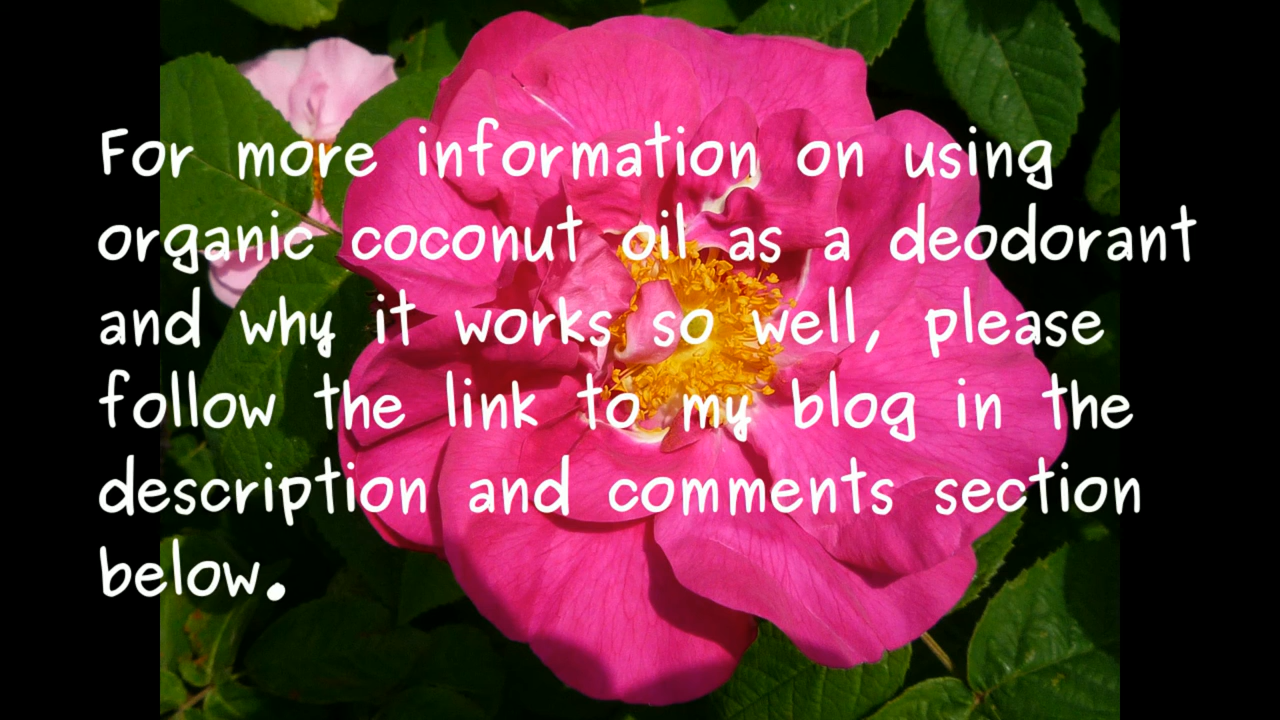 For more information on using
organic coconut oil as a deodorant
and why it works so well, please
follow the link to my blog in the
description and comments section
below.